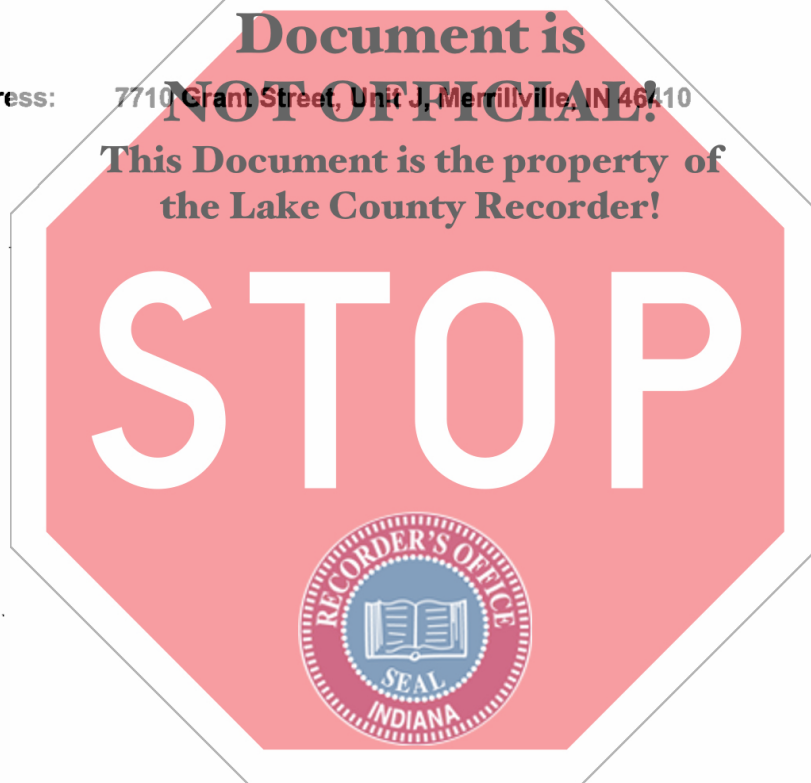 Document is
ress: 7710 Grant Street, Unit J, Merrillville, IN 46410
NOT OFFICIAL!
This Document is the property of
the Lake County Recorder!
STOP
RECORDER'S OFFICE
SEAL
INDIANA